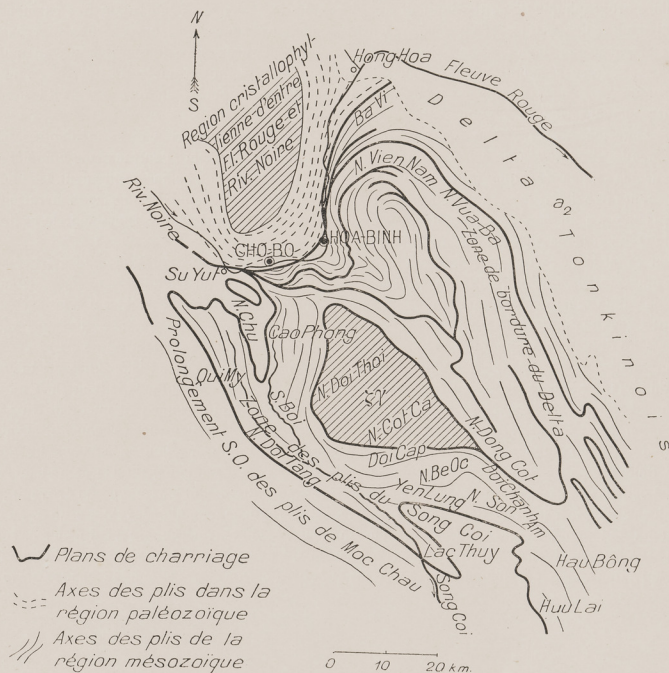 N
S
Région cristallophyl-
lienne d'entre
Fl. Rouge et
Riv. Noire
Hong Hoa
Fleuve Rouge
Delta
Tonkinois
Ba Vi
N. Vien Nam
N. Vua-Ba
Zone de bordure du Delta
Riv. Noire
CHO-BO
HOA-BINH
Su Yut
N. Chu
Cao Phong
Qui My
S. Boi
N. Doi Thoi
ζγ
N. Cot Ca
Doi Cap
N. Dong Cot
N. Be Oc
Doi Chanh Am
Yen Lung
N. Son
Zone des plis du
Song Coi
N. Doi Tang
Prolongement S.O. des plis de Moc Chau
Lac Thuy
Hau Bông
Huu Lai
Song Coi
Plans de charriage
Axes des plis dans la
région paléozoïque
Axes des plis de la
région mésozoïque
0 10 20 km.